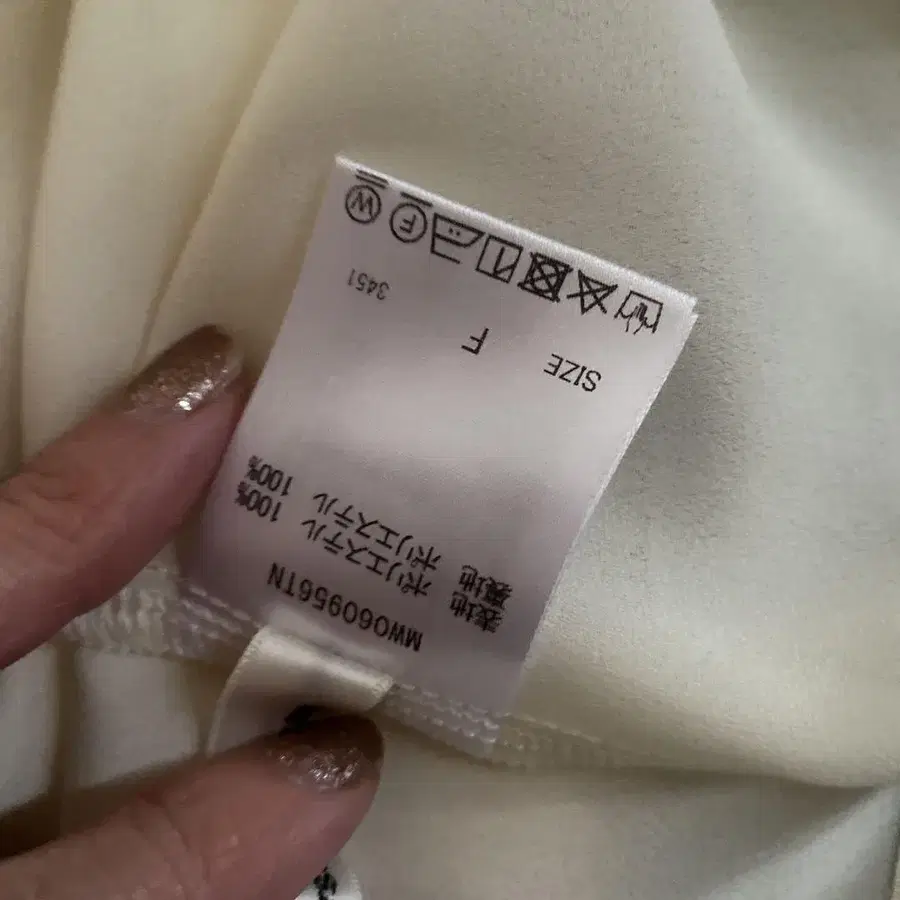 MW060956TN
表地 ポリエステル 100%
裏地 ポリエステル 100%
SIZE F
3451
F
W